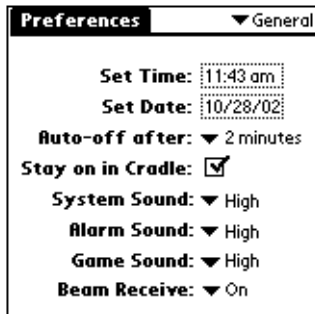 Preferences General
Set Time: 11:43 am
Set Date: 10/28/02
Auto-off after: 2 minutes
Stay on in Cradle:
System Sound: High
Alarm Sound: High
Game Sound: High
Beam Receive: On